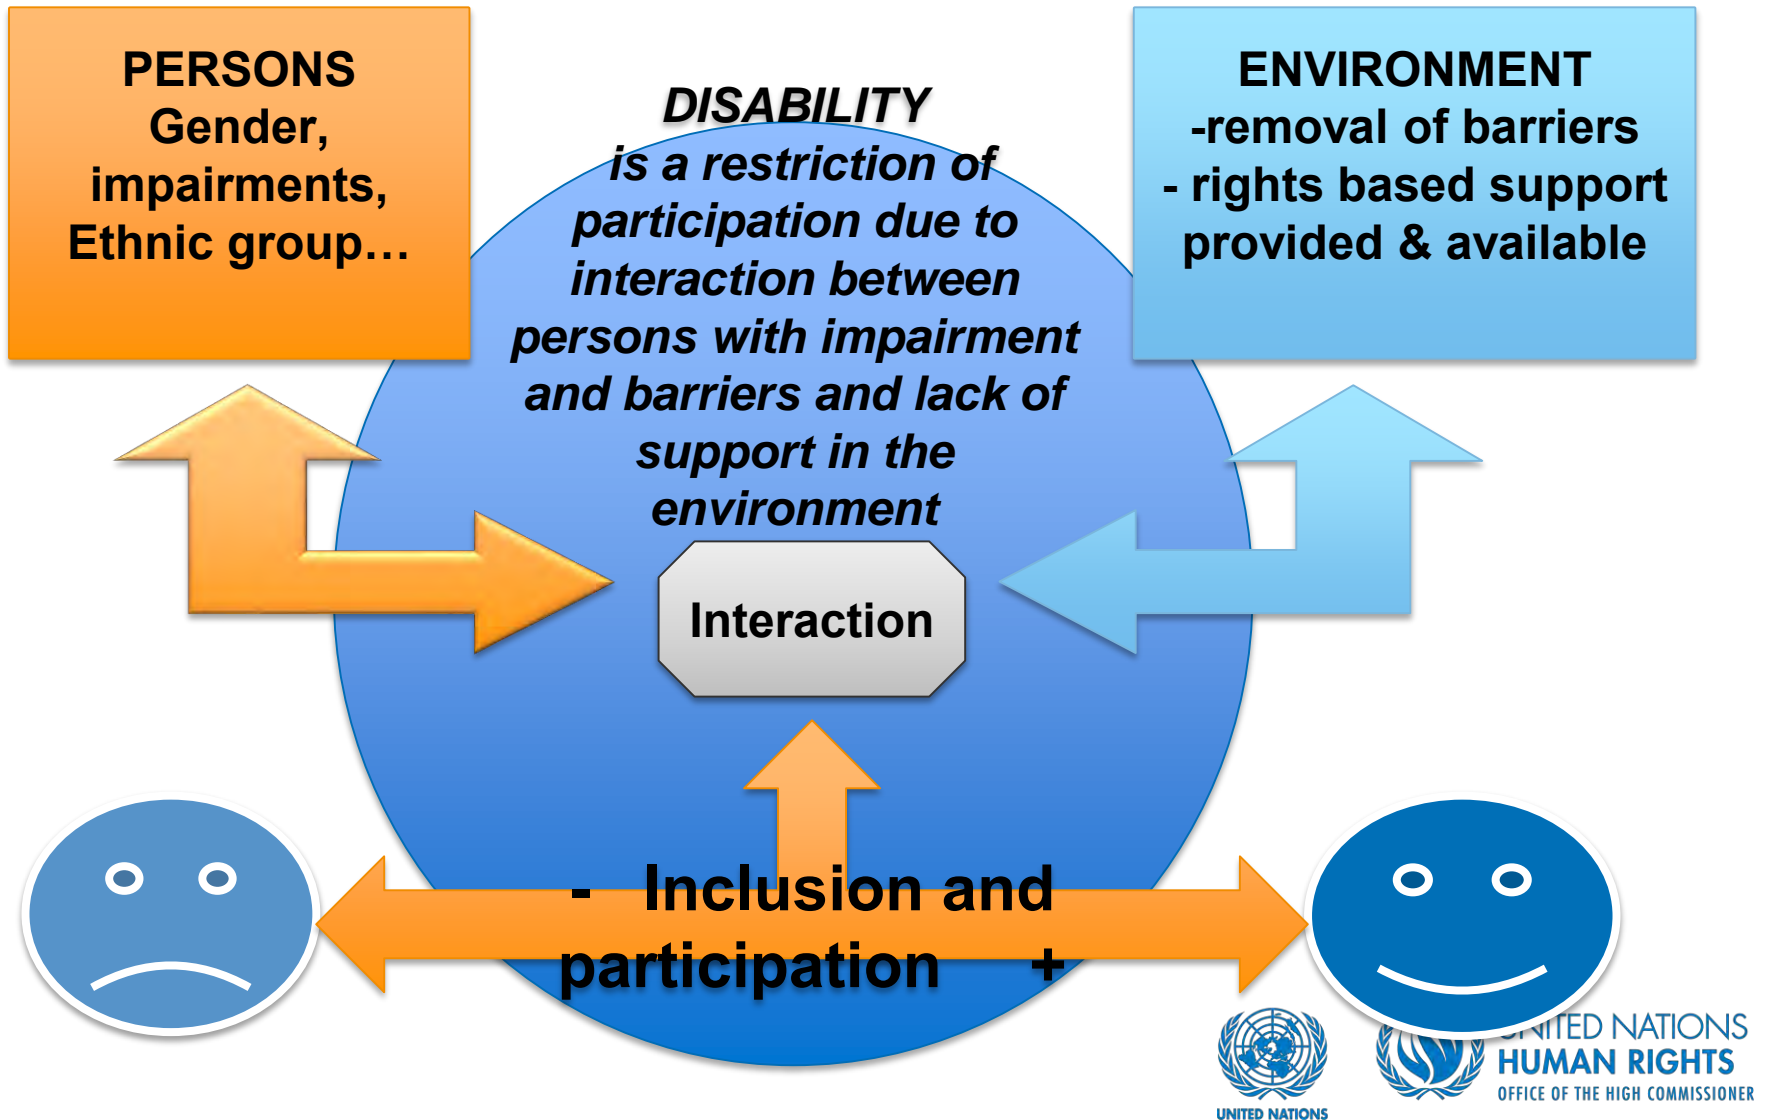 PERSONS
Gender,
impairments,
Ethnic group…
DISABILITY
is a restriction of
participation due to
interaction between
persons with impairment
and barriers and lack of
support in the
environment
ENVIRONMENT
-removal of barriers
- rights based support
provided & available
Interaction
- Inclusion and
participation +
UNITED NATIONS
UNITED NATIONS
HUMAN RIGHTS
OFFICE OF THE HIGH COMMISSIONER